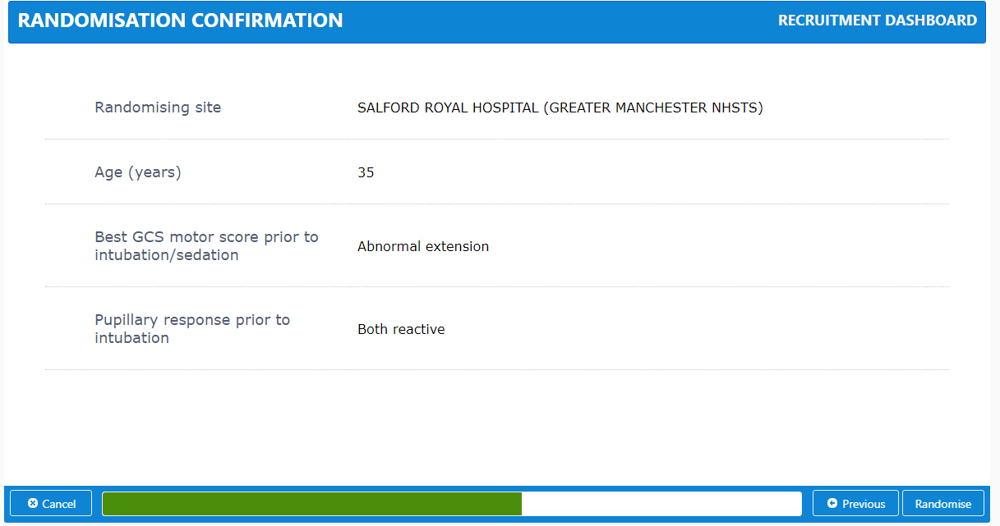 RANDOMISATION CONFIRMATION
RECRUITMENT DASHBOARD
Randomising site
SALFORD ROYAL HOSPITAL (GREATER MANCHESTER NHSTS)
Age (years)
35
Best GCS motor score prior to
intubation/sedation
Abnormal extension
Pupillary response prior to
intubation
Both reactive
Cancel
Previous
Randomise